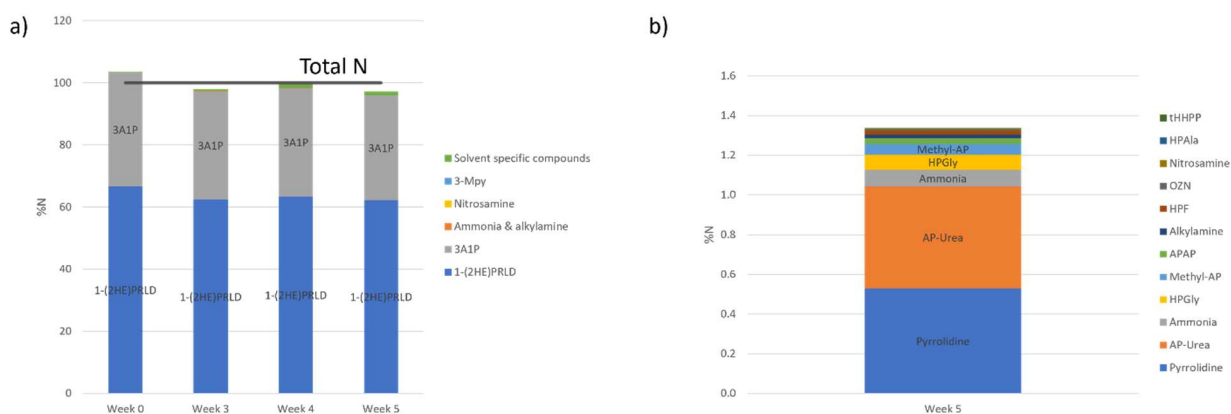 a)
120
100
80
60
40
20
0
%N
Total N
3A1P
3A1P
3A1P
3A1P
1-(2HE)PRLD
1-(2HE)PRLD
1-(2HE)PRLD
1-(2HE)PRLD
Week 0
Week 3
Week 4
Week 5
Solvent specific compounds
3-Mpy
Nitrosamine
Ammonia & alkylamine
3A1P
1-(2HE)PRLD
b)
1.6
1.4
1.2
1.0
0.8
0.6
0.4
0.2
0.0
%N
Methyl-AP
HPGly
Ammonia
AP-Urea
Pyrrolidine
Week 5
tHHPP
HPAla
Nitrosamine
OZN
HPF
Alkylamine
APAP
Methyl-AP
HPGly
Ammonia
AP-Urea
Pyrrolidine